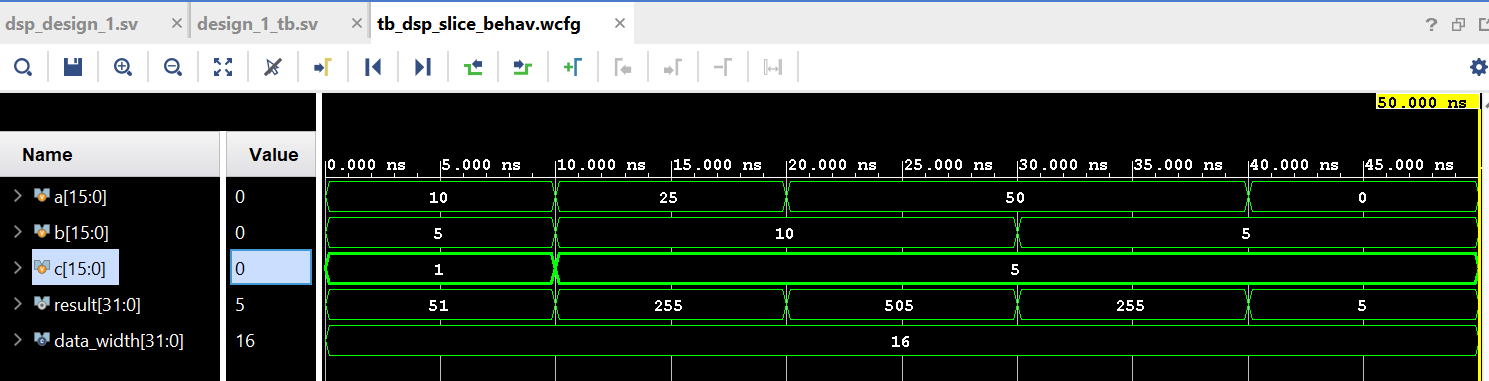 dsp_design_1.sv × design_1_tb.sv × tb_dsp_slice_behav.wcfg × ?
50.000 ns
Name Value 0.000 ns 5.000 ns 10.000 ns 15.000 ns 20.000 ns 25.000 ns 30.000 ns 35.000 ns 40.000 ns 45.000 ns
a[15:0] 0 10 25 50 0
b[15:0] 0 5 10 5
c[15:0] 0 1 5
result[31:0] 5 51 255 505 255 5
data_width[31:0] 16 16